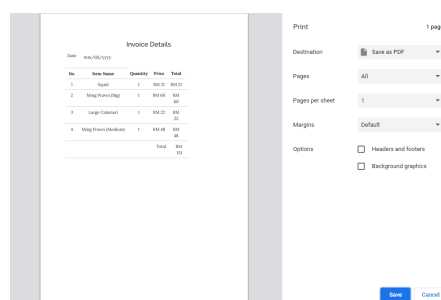 Invoice Details
Date mm/dd/yyyy
No. Item Name Quantity Price Total
1 Squid 1 RM 21 RM 21
2 Ming Prawn (Big) 1 RM 60 RM
60
3 Large Calamari 1 RM 22 RM
22
4 Ming Prawn (Medium) 1 RM 48 RM
48
Total RM
151
Print 1 page
Destination Save as PDF
Pages All
Pages per sheet 1
Margins Default
Options Headers and footers
Background graphics
Save Cancel